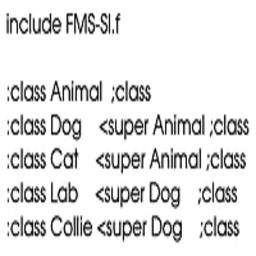 include FMS-SI.f
:class Animal ;class
:class Dog <super Animal ;class
:class Cat <super Animal ;class
:class Lab <super Dog ;class
:class Collie <super Dog ;class